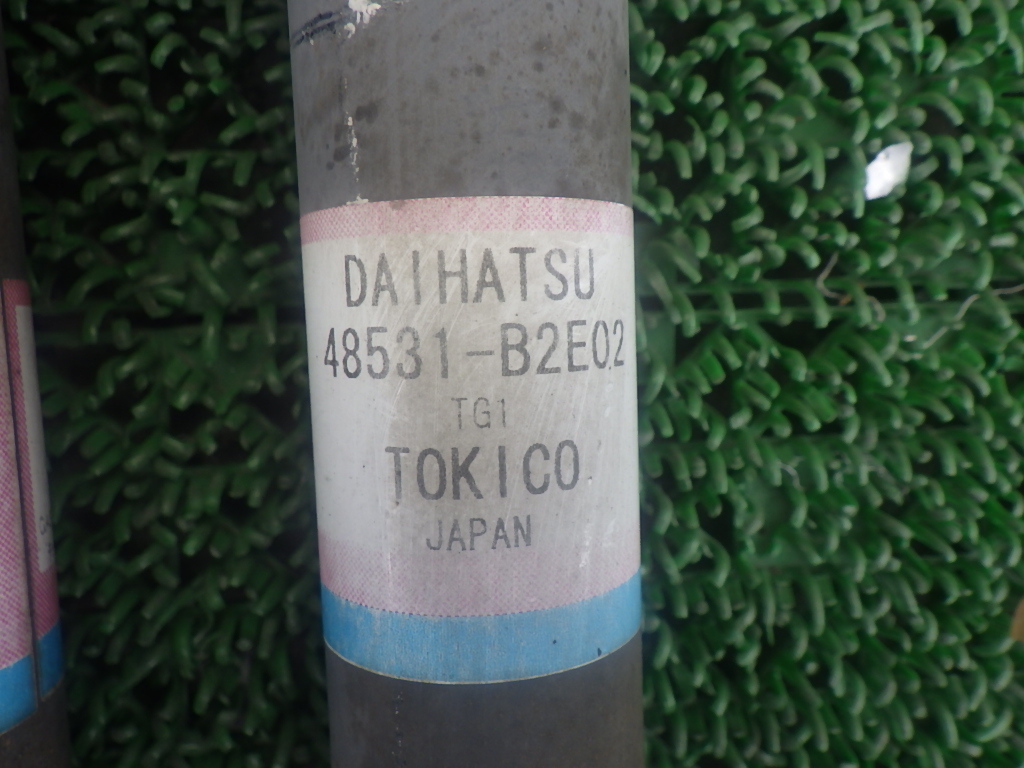 DAIHATSU
48531-B2E02
TG1
TOKICO
JAPAN